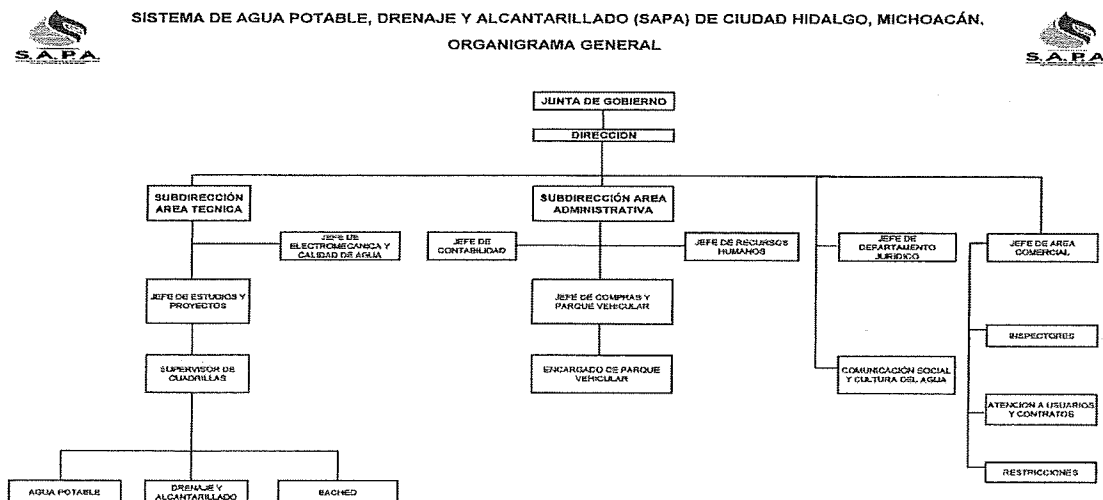 SISTEMA DE AGUA POTABLE, DRENAJE Y ALCANTARILLADO (SAPA) DE CIUDAD HIDALGO, MICHOACÁN.
ORGANIGRAMA GENERAL
S.A.P.A.
S.A.P.A
JUNTA DE GOBIERNO
DIRECCION
SUBDIRECCIÓN
AREA TECNICA
SUBDIRECCIÓN AREA
ADMINISTRATIVA
JEFE DE
ELECTROMECANICA Y
CALIDAD DE AGUA
JEFE DE
CONTABILIDAD
JEFE DE RECURSOS
HUMANOS
JEFE DE
DEPARTAMENTO
JURIDICO
JEFE DE AREA
COMERCIAL
JEFE DE ESTUDIOS Y
PROYECTOS
JEFE DE COMPRAS Y
PARQUE VEHICULAR
INSPECTORES
SUPERVISOR DE
CUADRILLAS
ENCARGADO DE PARQUE
VEHICULAR
COMUNICACIÓN SOCIAL
Y CULTURA DEL AGUA
ATENCION A USUARIOS
Y CONTRATOS
RESTRICCIONES
AGUA POTABLE
DRENAJE Y
ALCANTARILLADO
BACHEO